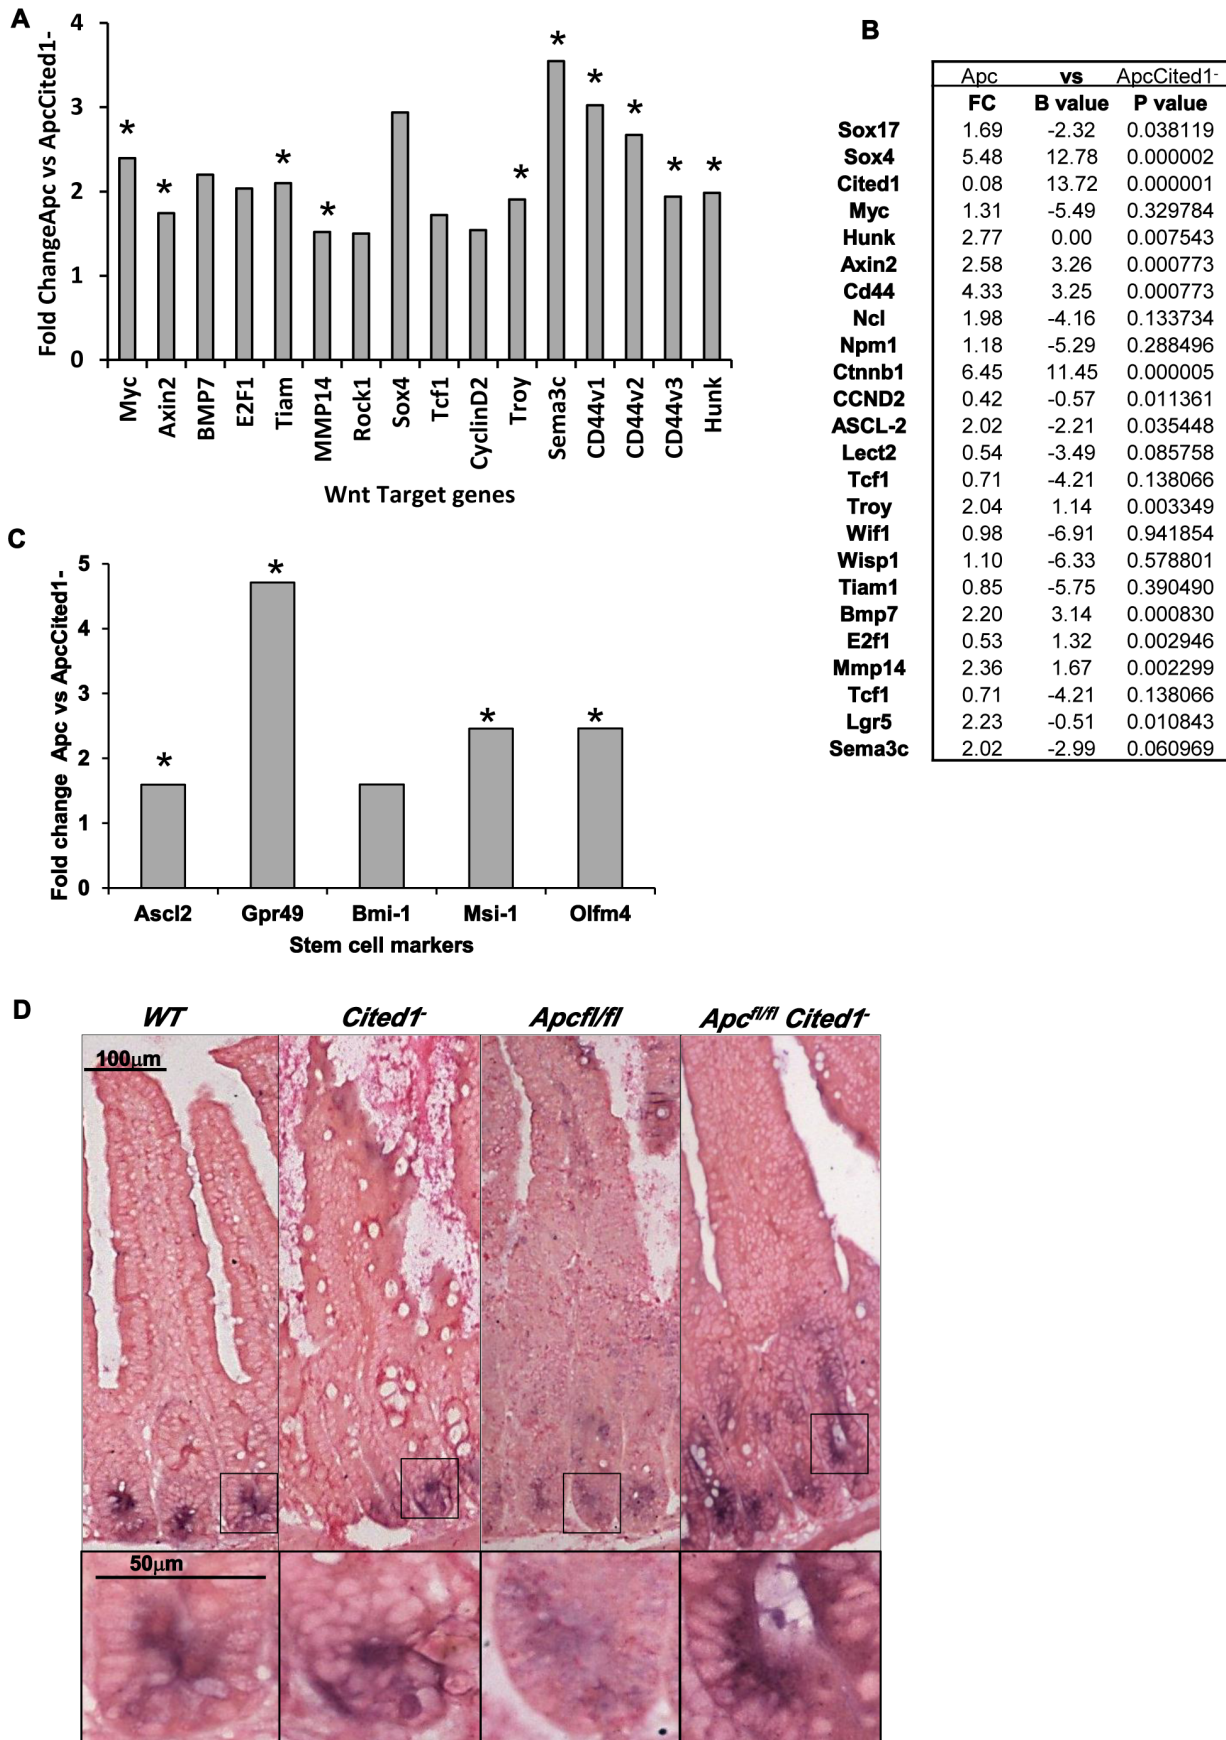 A
Fold ChangeApc vs ApcCited1-
4
3
2
1
0
* * * * * * * * * * *
Myc Axin2 BMP7 E2F1 Tiam MMP14 Rock1 Sox4 Tcf1 CyclinD2 Troy Sema3c CD44v1 CD44v2 CD44v3 Hunk
Wnt Target genes
B
Apc vs ApcCited1-
FC B value P value
Sox17 1.69 -2.32 0.038119
Sox4 5.48 12.78 0.000002
Cited1 0.08 13.72 0.000001
Myc 1.31 -5.49 0.329784
Hunk 2.77 0.00 0.007543
Axin2 2.58 3.26 0.000773
Cd44 4.33 3.25 0.000773
Ncl 1.98 -4.16 0.133734
Npm1 1.18 -5.29 0.288496
Ctnnb1 6.45 11.45 0.000005
CCND2 0.42 -0.57 0.011361
ASCL-2 2.02 -2.21 0.035448
Lect2 0.54 -3.49 0.085758
Tcf1 0.71 -4.21 0.138066
Troy 2.04 1.14 0.003349
Wif1 0.98 -6.91 0.941854
Wisp1 1.10 -6.33 0.578801
Tiam1 0.85 -5.75 0.390490
Bmp7 2.20 3.14 0.000830
E2f1 0.53 1.32 0.002946
Mmp14 2.36 1.67 0.002299
Tcf1 0.71 -4.21 0.138066
Lgr5 2.23 -0.51 0.010843
Sema3c 2.02 -2.99 0.060969
C
Fold change Apc vs ApcCited1-
5
4
3
2
1
0
* * * *
Ascl2 Gpr49 Bmi-1 Msi-1 Olfm4
Stem cell markers
D
WT Cited1- Apcfl/fl Apcfl/fl Cited1-
100µm
50µm